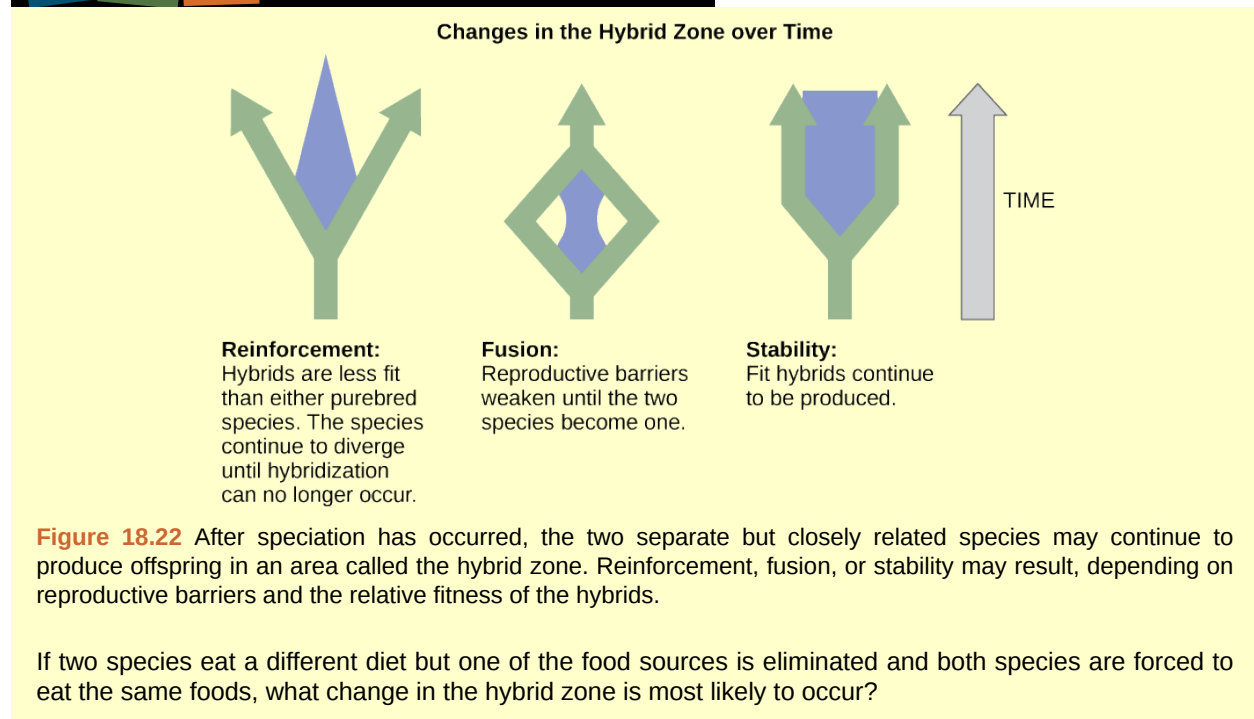 Changes in the Hybrid Zone over Time
TIME
Reinforcement:
Hybrids are less fit
than either purebred
species. The species
continue to diverge
until hybridization
can no longer occur.
Fusion:
Reproductive barriers
weaken until the two
species become one.
Stability:
Fit hybrids continue
to be produced.
Figure 18.22 After speciation has occurred, the two separate but closely related species may continue to
produce offspring in an area called the hybrid zone. Reinforcement, fusion, or stability may result, depending on
reproductive barriers and the relative fitness of the hybrids.
If two species eat a different diet but one of the food sources is eliminated and both species are forced to
eat the same foods, what change in the hybrid zone is most likely to occur?